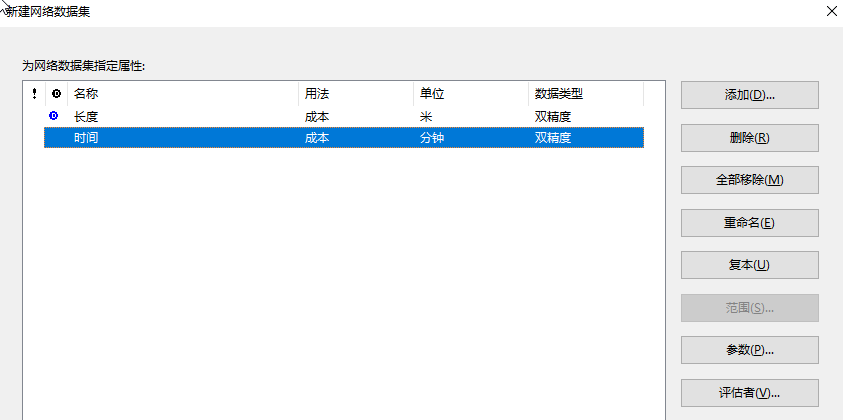 新建网络数据集
为网络数据集指定属性:
! D 名称 用法 单位 数据类型
D 长度 成本 米 双精度
时间 成本 分钟 双精度
添加(D)...
删除(R)
全部移除(M)
重命名(E)
复本(U)
范围(S)...
参数(P)...
评估者(V)...